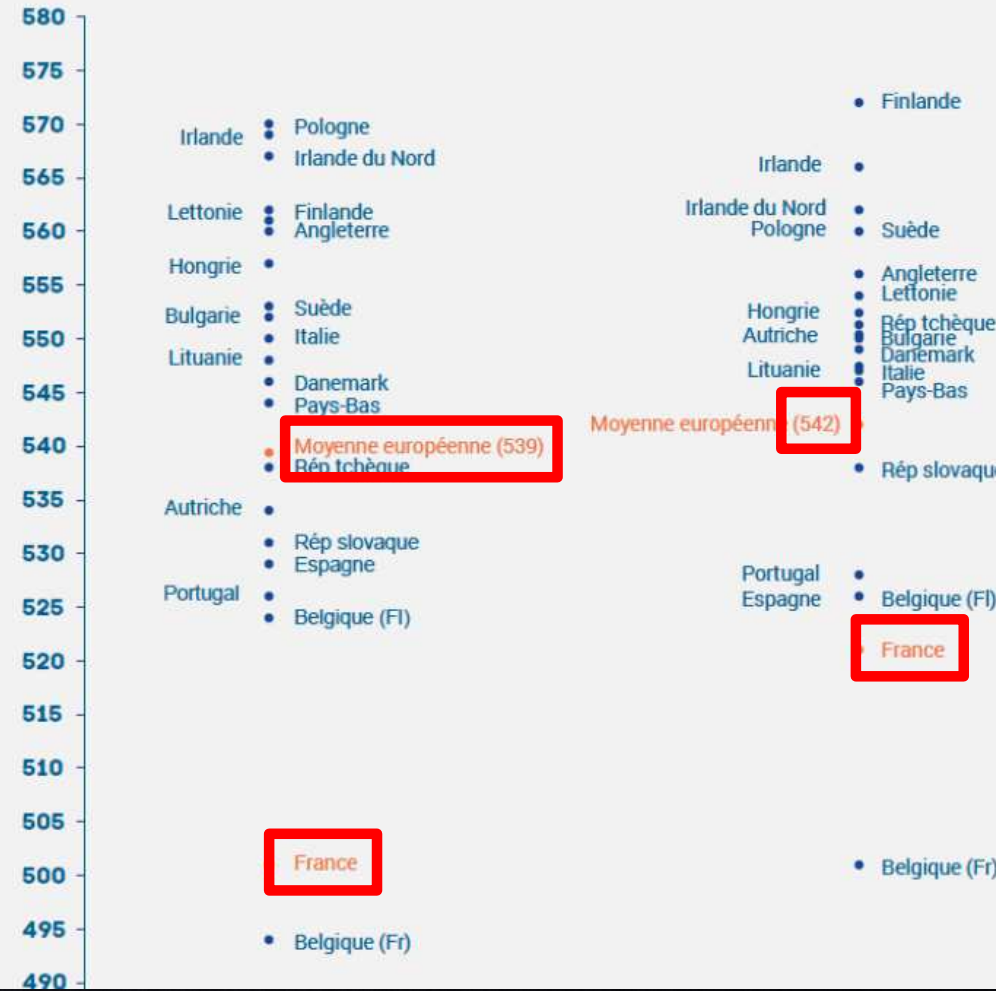 580
575
570
565
560
555
550
545
540
535
530
525
520
515
510
505
500
495
490
Irlande
Pologne
Irlande du Nord
Lettonie
Finlande
Angleterre
Hongrie
Bulgarie
Suède
Italie
Lituanie
Danemark
Pays-Bas
Moyenne européenne (539)
Rép tchèque
Autriche
Rép slovaque
Espagne
Portugal
Belgique (Fl)
France
Belgique (Fr)
Finlande
Irlande
Irlande du Nord
Pologne
Suède
Angleterre
Lettonie
Hongrie
Rép tchèque
Autriche
Bulgarie
Danemark
Lituanie
Italie
Pays-Bas
Moyenne européenne (542)
Rép slovaque
Portugal
Espagne
Belgique (Fl)
France
Belgique (Fr)